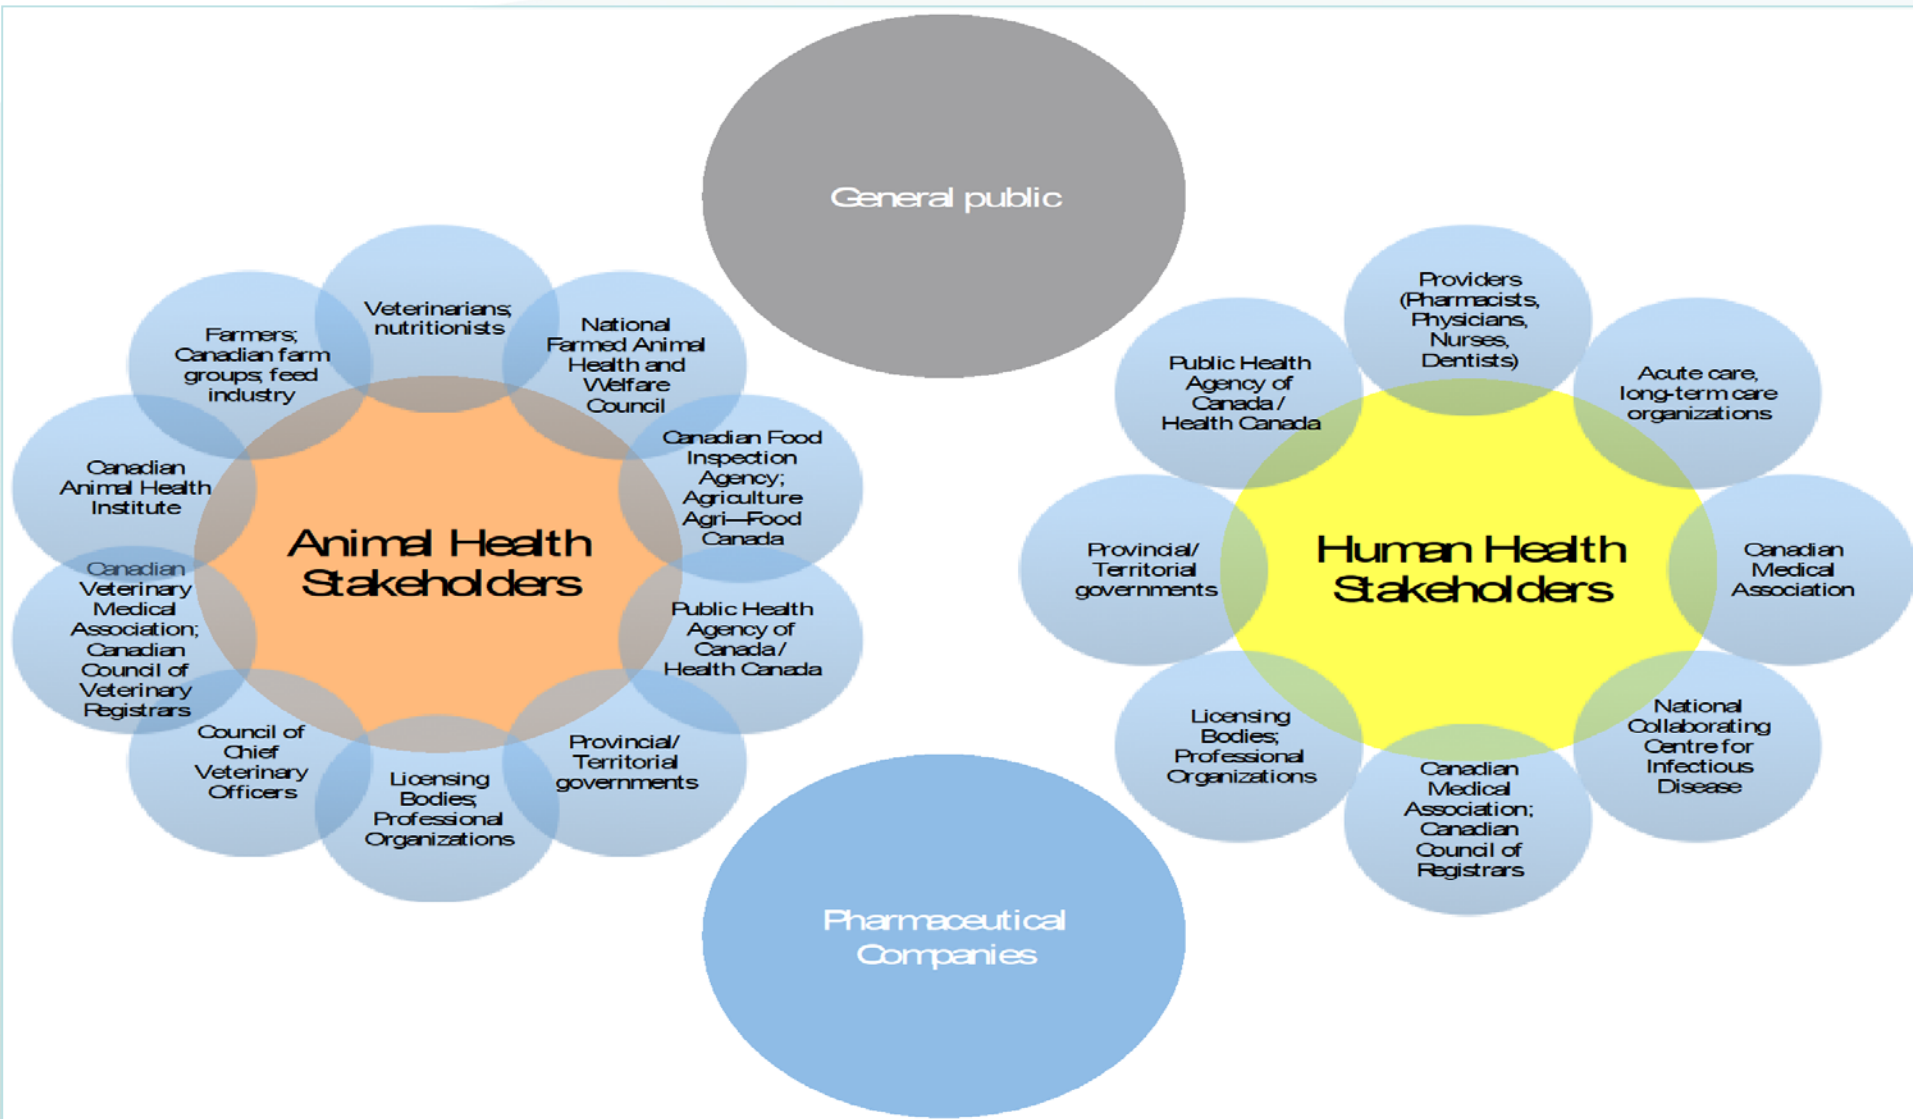 General public
Veterinarians;
nutritionists
National
Farmed Animal
Health and
Welfare
Council
Farmers;
Canadian farm
groups; feed
industry
Canadian Food
Inspection
Agency;
Agriculture
Agri—Food
Canada
Canadian
Animal Health
Institute
Animal Health
Stakeholders
Canadian
Veterinary
Medical
Association;
Canadian
Council of
Veterinary
Registrars
Public Health
Agency of
Canada /
Health Canada
Council of
Chief
Veterinary
Officers
Licensing
Bodies;
Professional
Organizations
Provincial/
Territorial
governments
Providers
(Pharmacists,
Physicians,
Nurses,
Dentists)
Public Health
Agency of
Canada /
Health Canada
Acute care,
long-term care
organizations
Provincial/
Territorial
governments
Human Health
Stakeholders
Canadian
Medical
Association
Licensing
Bodies;
Professional
Organizations
National
Collaborating
Centre for
Infectious
Disease
Canadian
Medical
Association;
Canadian
Council of
Registrars
Pharmaceutical
Companies